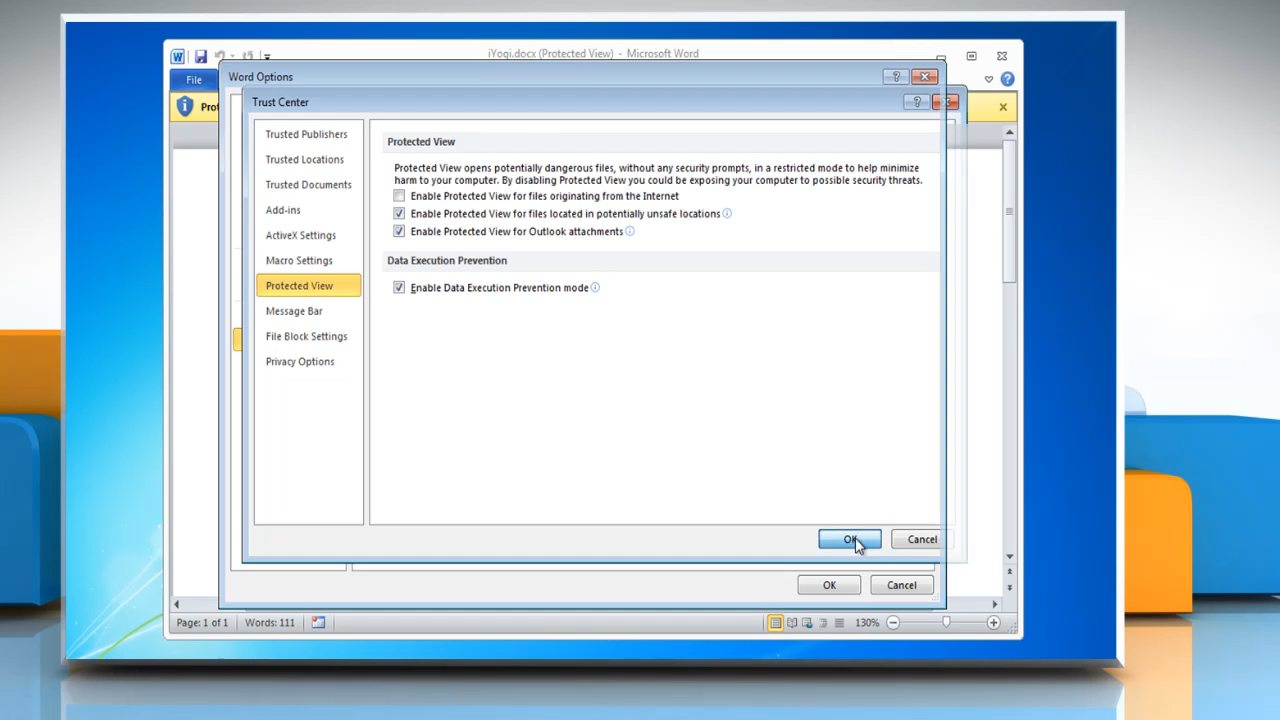 iYogi.docx (Protected View) - Microsoft Word
File
Word Options
Trust Center
Trusted Publishers
Trusted Locations
Trusted Documents
Add-ins
ActiveX Settings
Macro Settings
Protected View
Message Bar
File Block Settings
Privacy Options
Protected View
Protected View opens potentially dangerous files, without any security prompts, in a restricted mode to help minimize
harm to your computer. By disabling Protected View you could be exposing your computer to possible security threats.
Enable Protected View for files originating from the Internet
Enable Protected View for files located in potentially unsafe locations
Enable Protected View for Outlook attachments
Data Execution Prevention
Enable Data Execution Prevention mode
OK
Cancel
OK
Cancel
Page: 1 of 1
Words: 111
130%